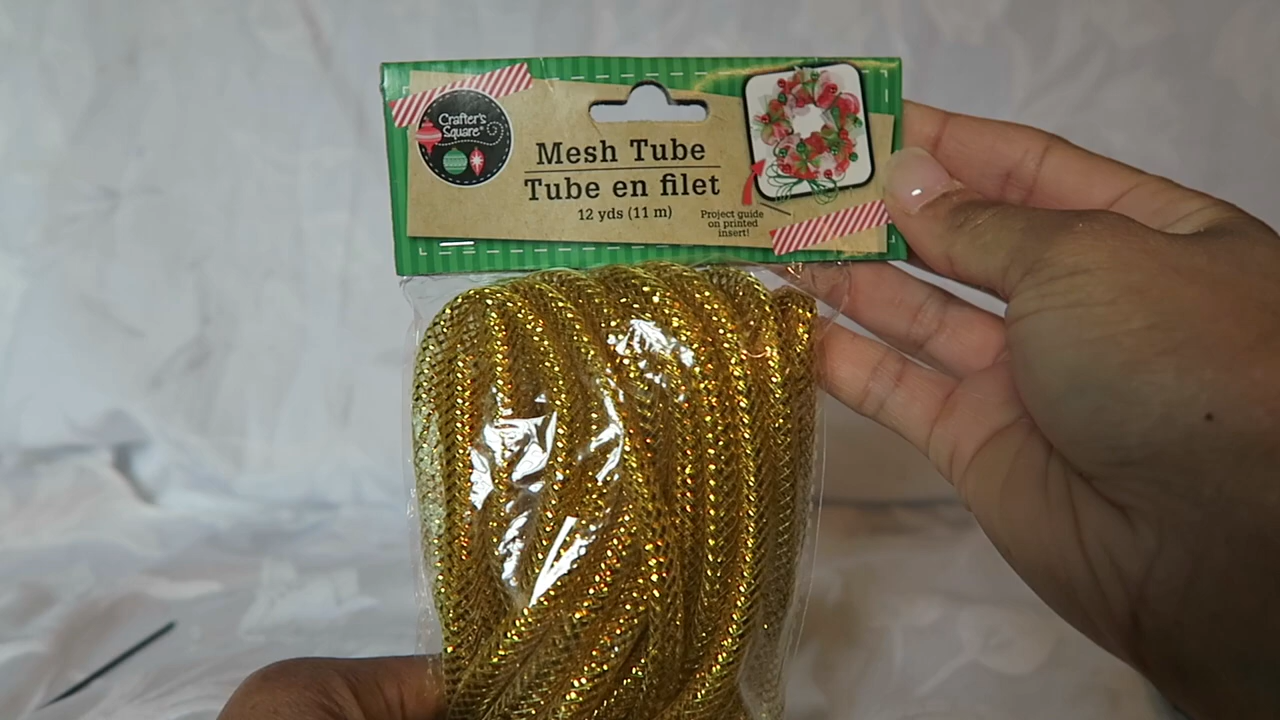 Crafter's
Square
Mesh Tube
Tube en filet
12 yds (11 m)
Project guide
on printed
insert!